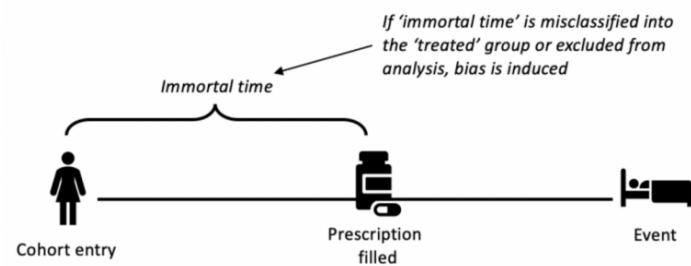 If ‘immortal time’ is misclassified into
the ‘treated’ group or excluded from
analysis, bias is induced
Immortal time
Cohort entry
Prescription
filled
Event